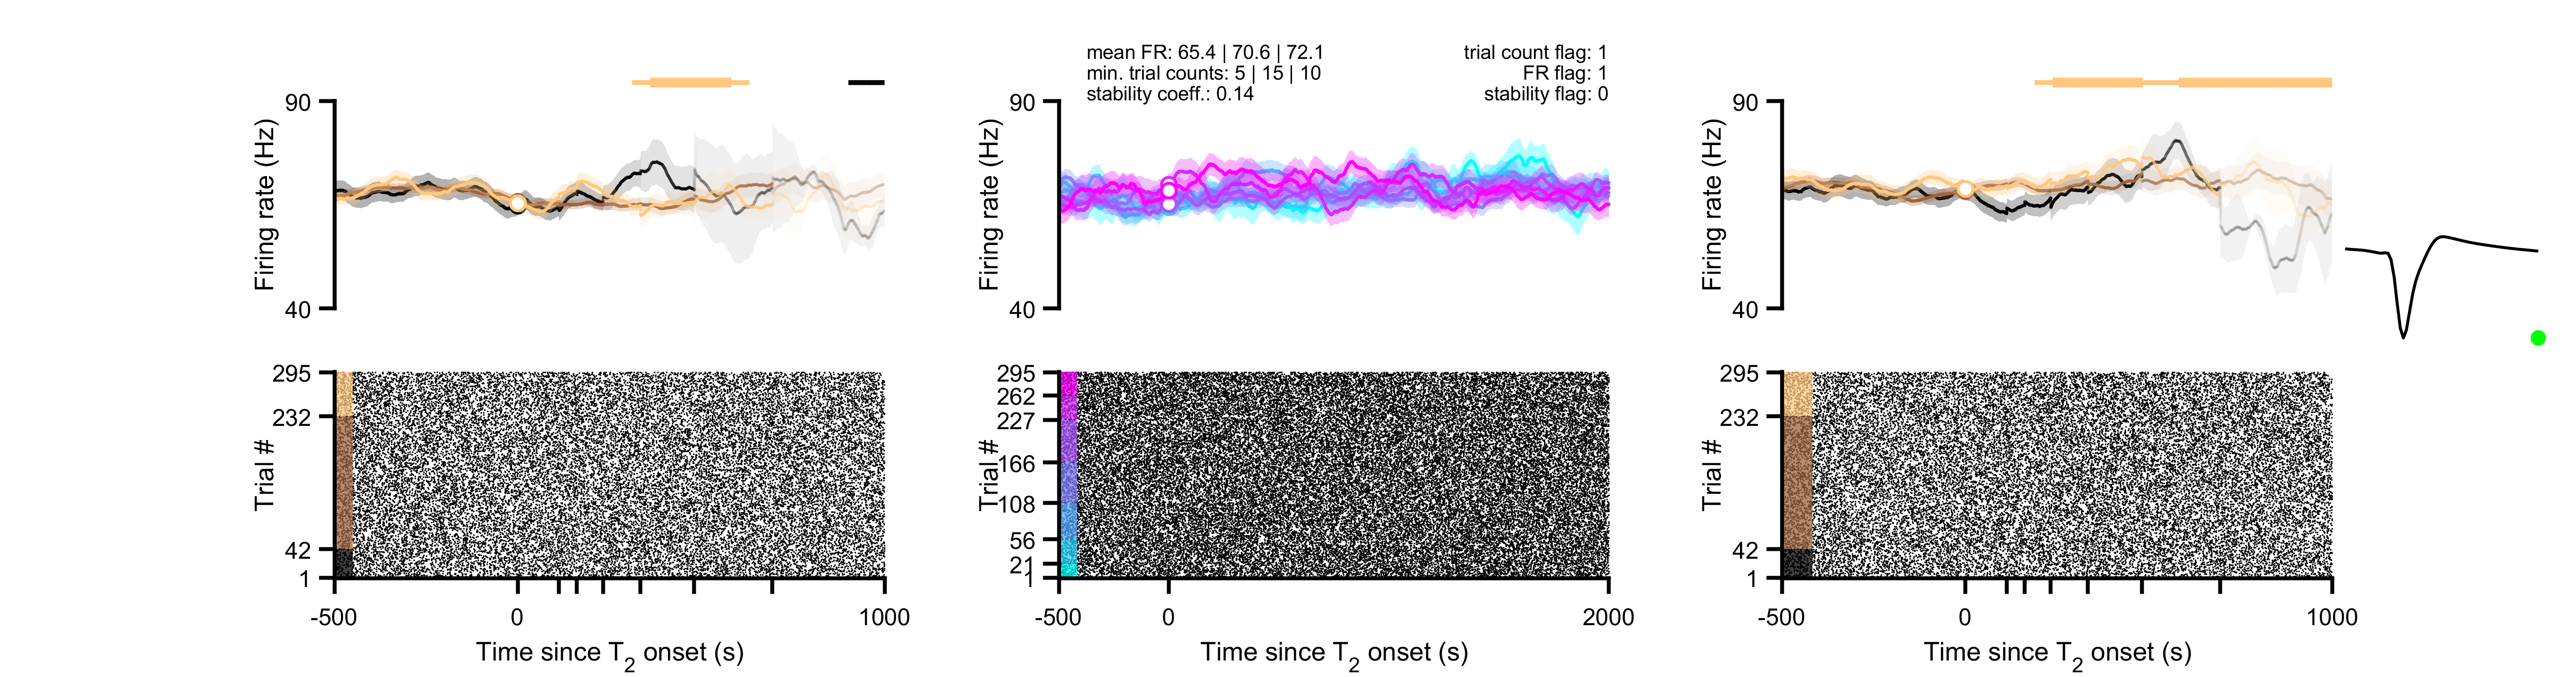 mean FR: 65.4 | 70.6 | 72.1
min. trial counts: 5 | 15 | 10
stability coeff.: 0.14
trial count flag: 1
FR flag: 1
stability flag: 0
90
40
Firing rate (Hz)
295
232
42
1
Trial #
-500
0
1000
Time since T2 onset (s)
90
40
Firing rate (Hz)
295
262
227
166
108
56
21
1
Trial #
-500
0
2000
Time since T2 onset (s)
90
40
Firing rate (Hz)
295
232
42
1
Trial #
-500
0
1000
Time since T2 onset (s)